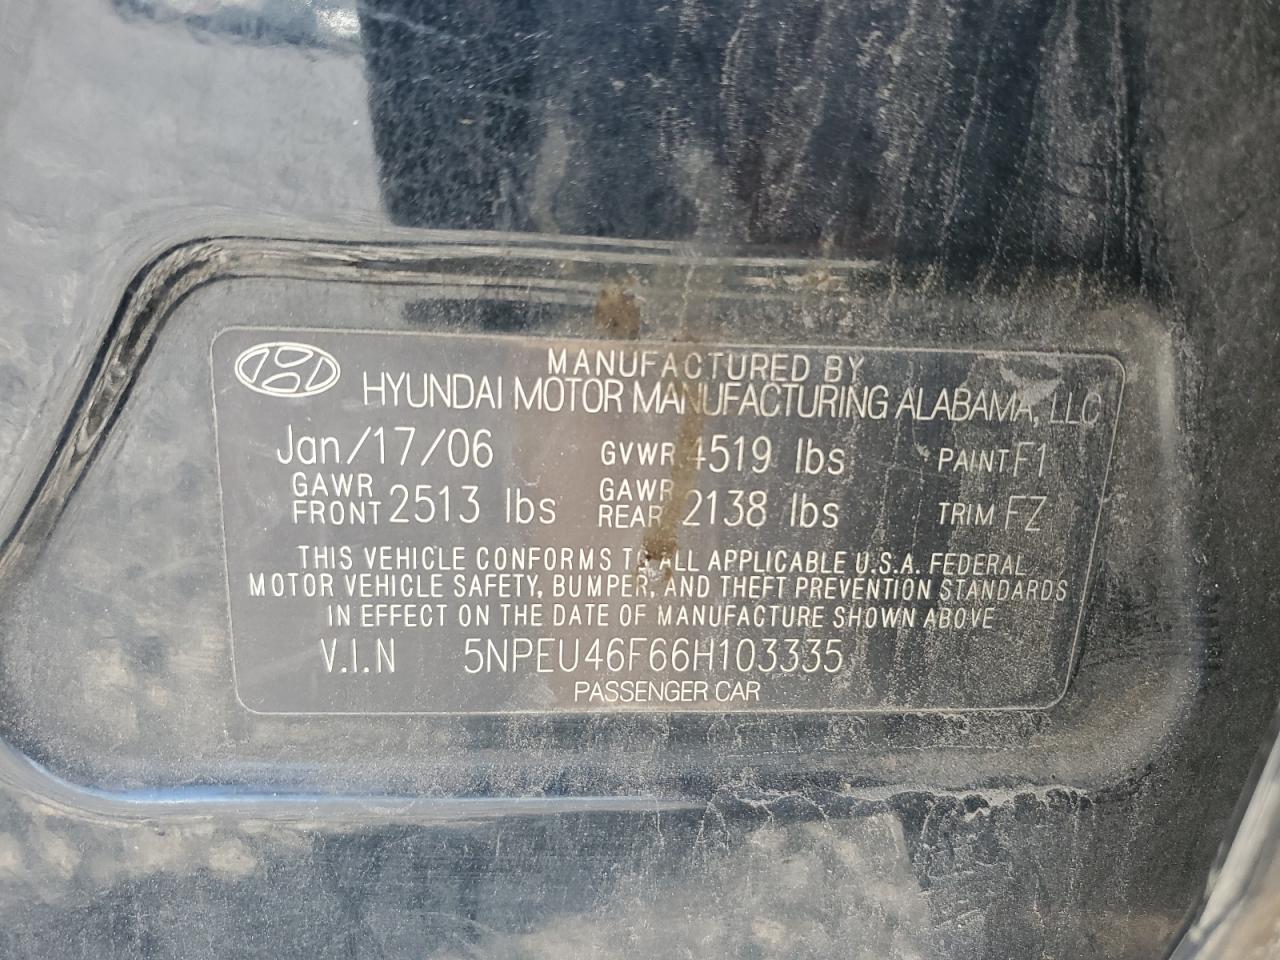 MANUFACTURED BY
HYUNDAI MOTOR MANUFACTURING ALABAMA, LLC
Jan/17/06 GVWR 4519 lbs PAINT F1
GAWR FRONT 2513 lbs GAWR REAR 2138 lbs TRIM FZ
THIS VEHICLE CONFORMS TO ALL APPLICABLE U.S.A. FEDERAL
MOTOR VEHICLE SAFETY, BUMPER, AND THEFT PREVENTION STANDARDS
IN EFFECT ON THE DATE OF MANUFACTURE SHOWN ABOVE
V.I.N 5NPEU46F66H103335
PASSENGER CAR